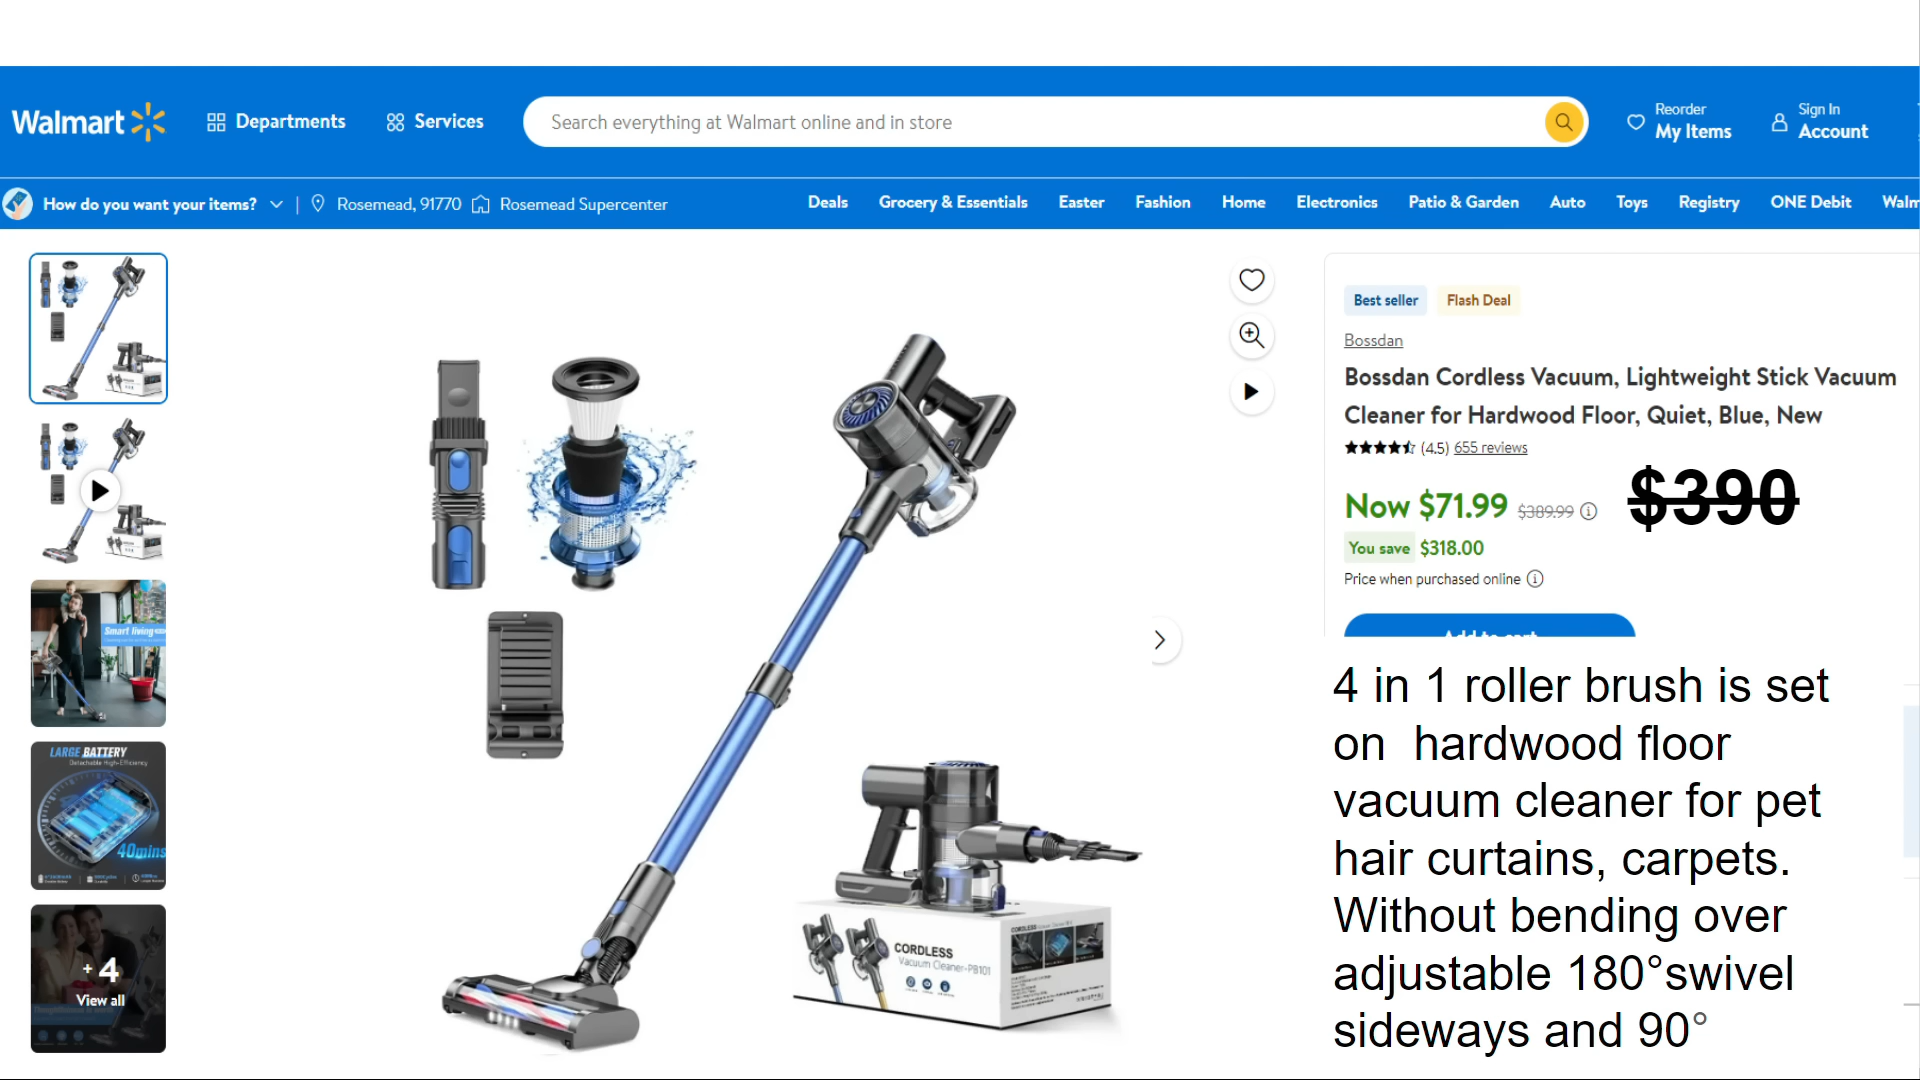 Walmart
Departments
Services
Search everything at Walmart online and in store
Reorder
My Items
Sign In
Account
How do you want your items?
Rosemead, 91770
Rosemead Supercenter
Deals
Grocery & Essentials
Easter
Fashion
Home
Electronics
Patio & Garden
Auto
Toys
Registry
ONE Debit
Best seller
Flash Deal
Bossdan
Bossdan Cordless Vacuum, Lightweight Stick Vacuum
Cleaner for Hardwood Floor, Quiet, Blue, New
(4.5) 655 reviews
$390
Now $71.99 $389.99
You save $318.00
Price when purchased online
Add to cart
4 in 1 roller brush is set
on  hardwood floor
vacuum cleaner for pet
hair curtains, carpets.
Without bending over
adjustable 180°swivel
sideways and 90°
Smart living
LARGE BATTERY
Detachable High-Efficiency
40mins
+4
View all
CORDLESS
Vacuum Cleaner-PB101